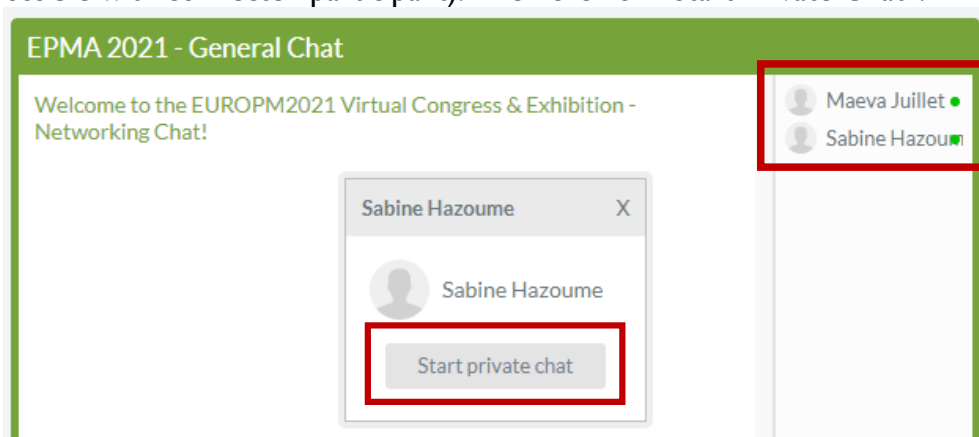 EPMA 2021 - General Chat
Welcome to the EUROPM2021 Virtual Congress & Exhibition -
Networking Chat!
Maeva Juillet
Sabine Hazoum
Sabine Hazoume X
Sabine Hazoume
Start private chat